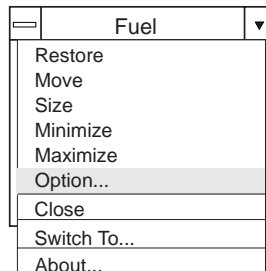 Fuel
Restore
Move
Size
Minimize
Maximize
Option...
Close
Switch To...
About...